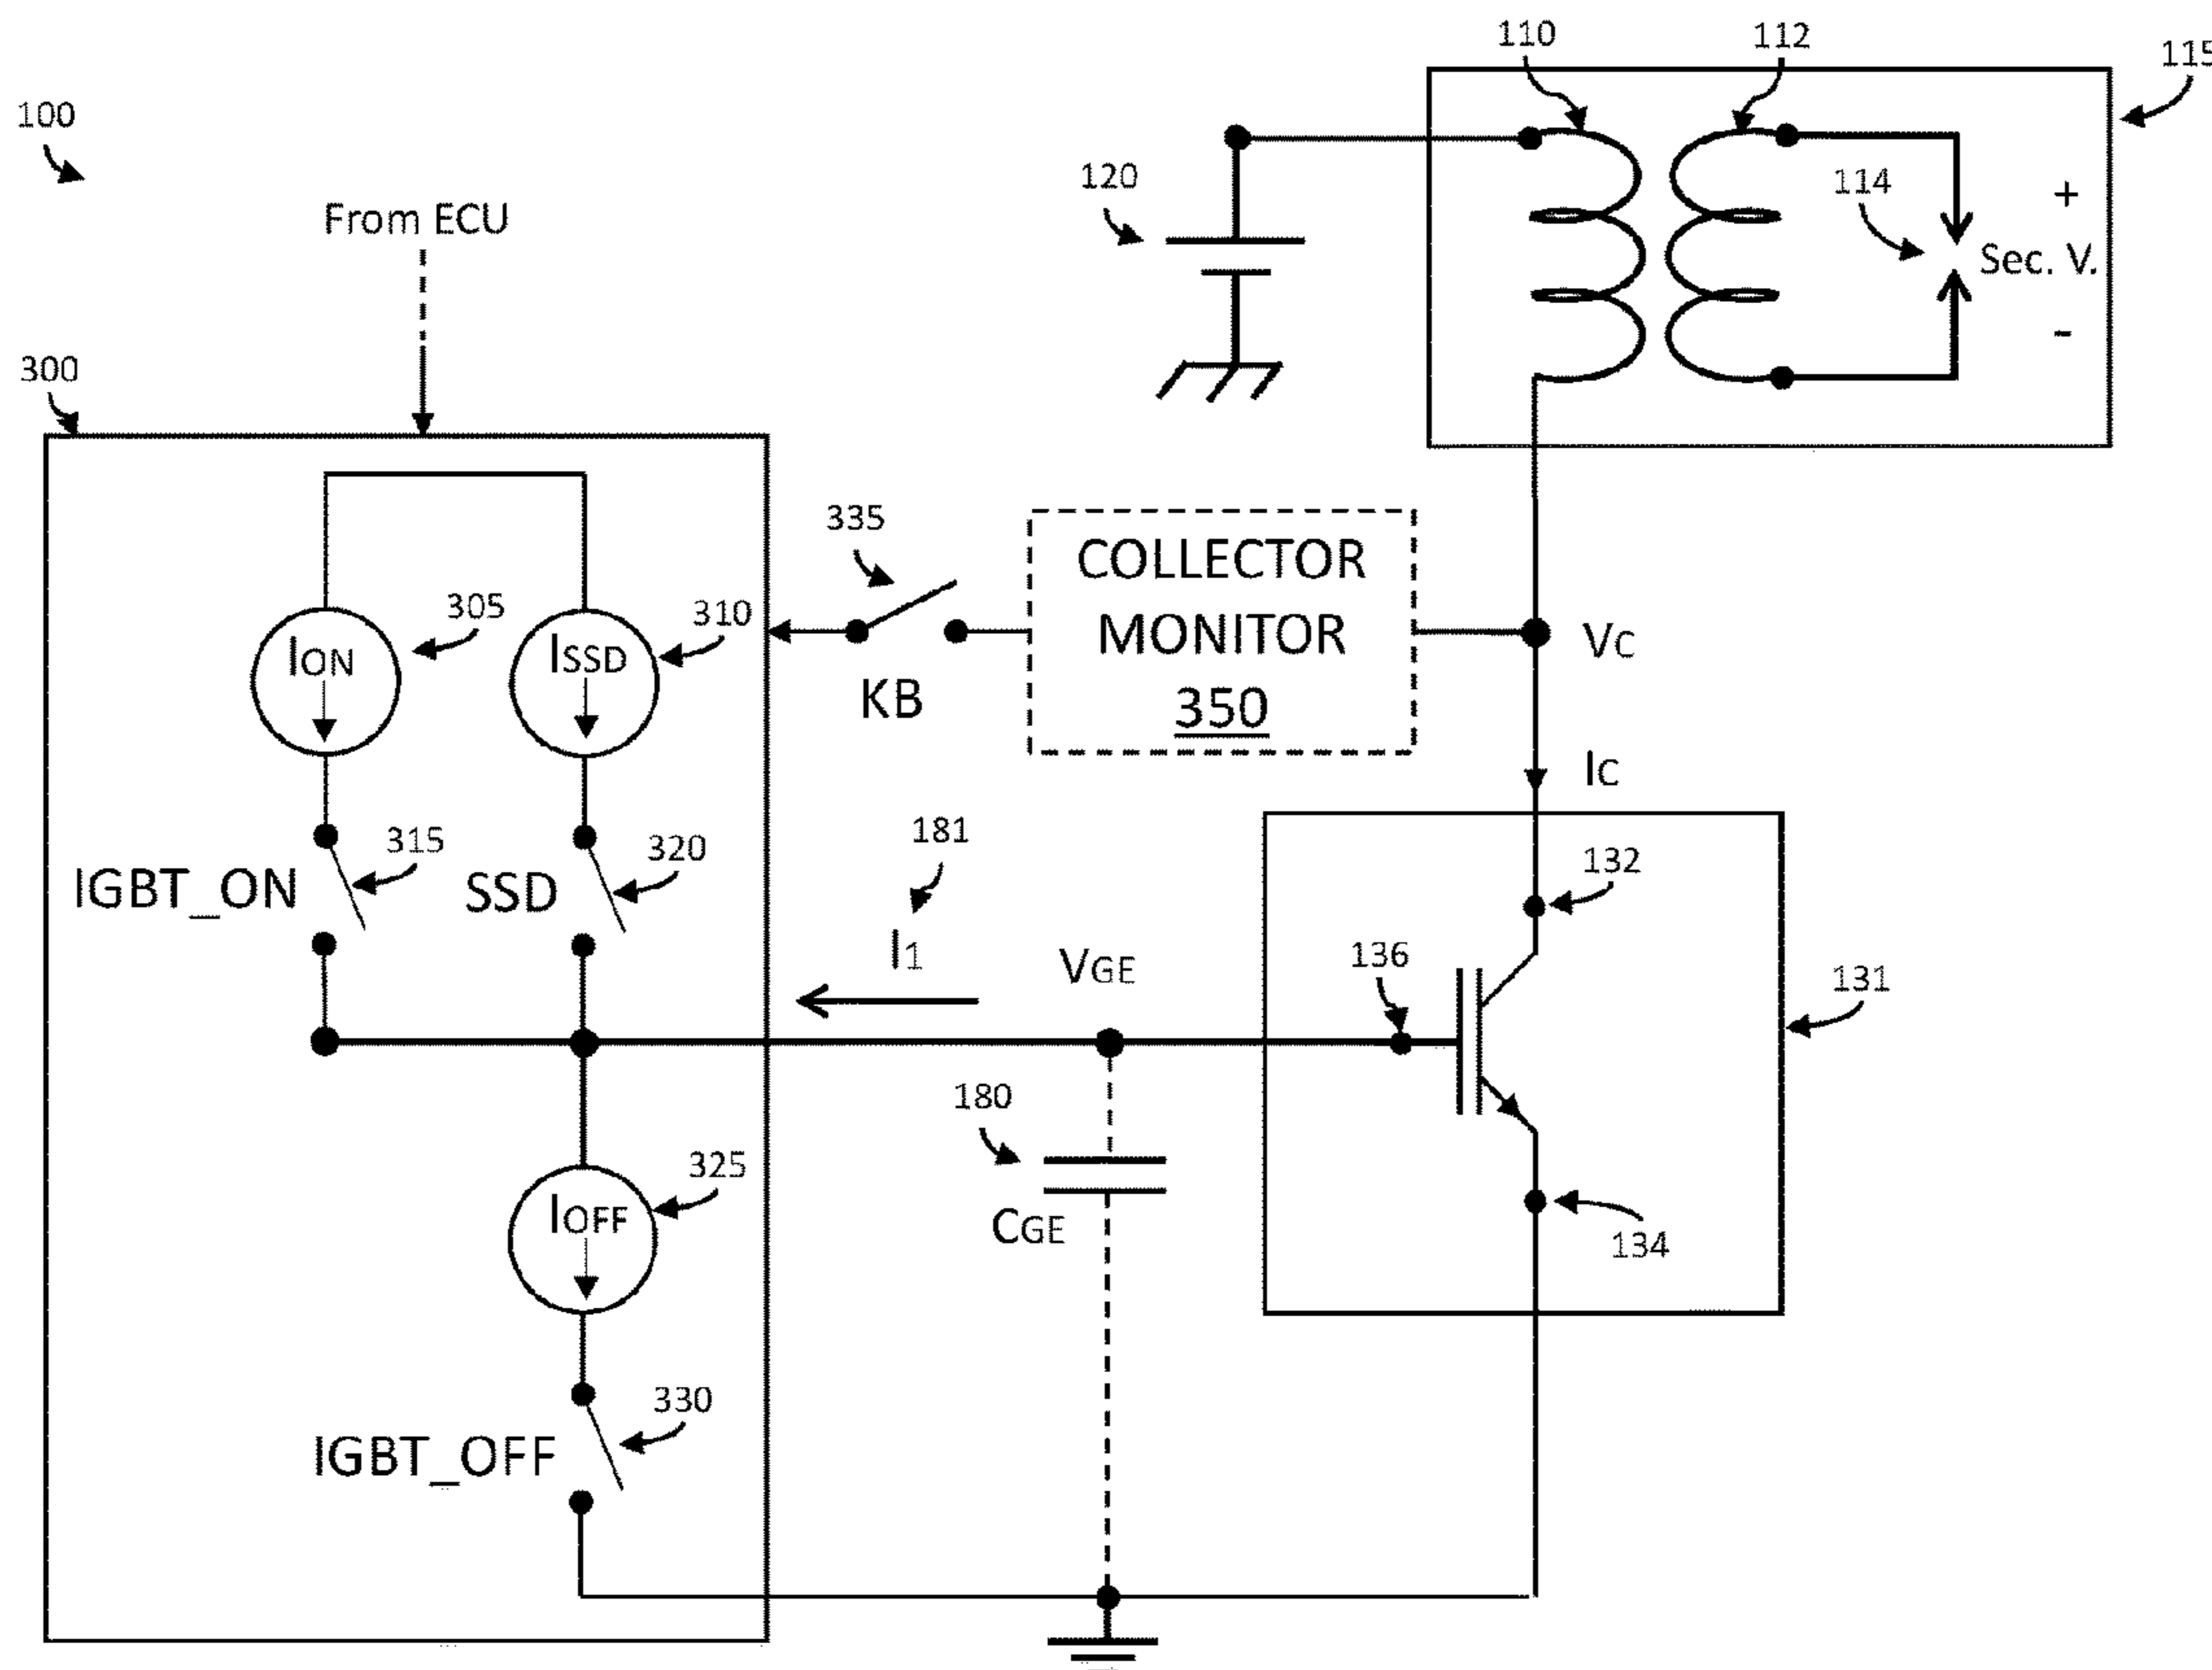 110
112
115
100
120
114
+
From ECU
Sec. V.
-
300
335
COLLECTOR
MONITOR
350
305
310
ION
ISSD
KB
VC
IC
181
315
320
132
IGBT_ON
SSD
I1
VGE
136
131
180
325
IOFF
CGE
134
330
IGBT_OFF